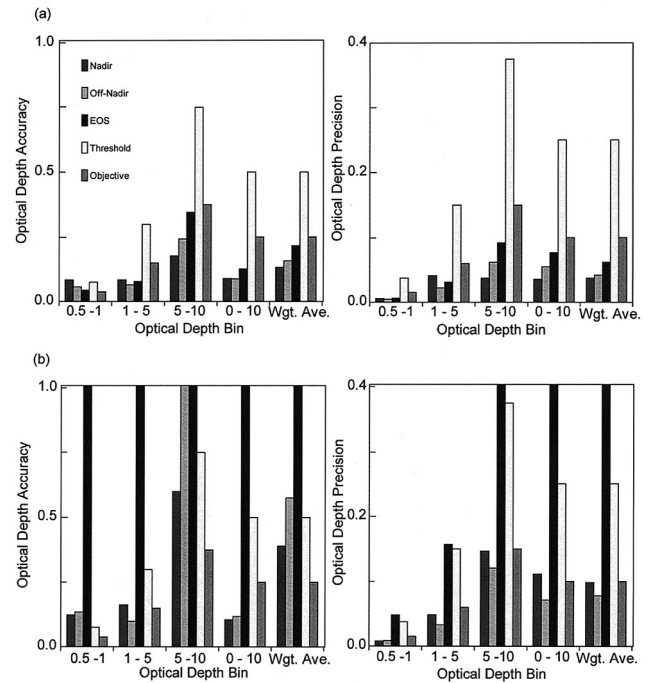 (a)
1.0
0.5
0.0
Optical Depth Accuracy
Nadir
Off-Nadir
EOS
Threshold
Objective
0.5 -1 1 - 5 5 -10 0 - 10 Wgt. Ave.
Optical Depth Bin
0.4
0.2
0.0
Optical Depth Precision
0.5 -1 1 - 5 5 -10 0 - 10 Wgt. Ave.
Optical Depth Bin
(b)
1.0
0.5
0.0
Optical Depth Accuracy
0.5 -1 1 - 5 5 -10 0 - 10 Wgt. Ave.
Optical Depth Bin
0.4
0.2
0.0
Optical Depth Precision
0.5 -1 1 - 5 5 -10 0 - 10 Wgt. Ave.
Optical Depth Bin